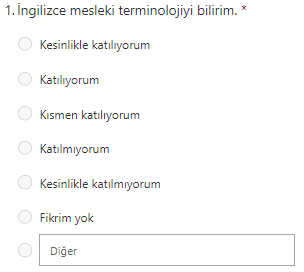 1. İngilizce mesleki terminolojiyi bilirim. *
Kesinlikle katılıyorum
Katılıyorum
Kısmen katılıyorum
Katılmıyorum
Kesinlikle katılmıyorum
Fikrim yok
Diğer